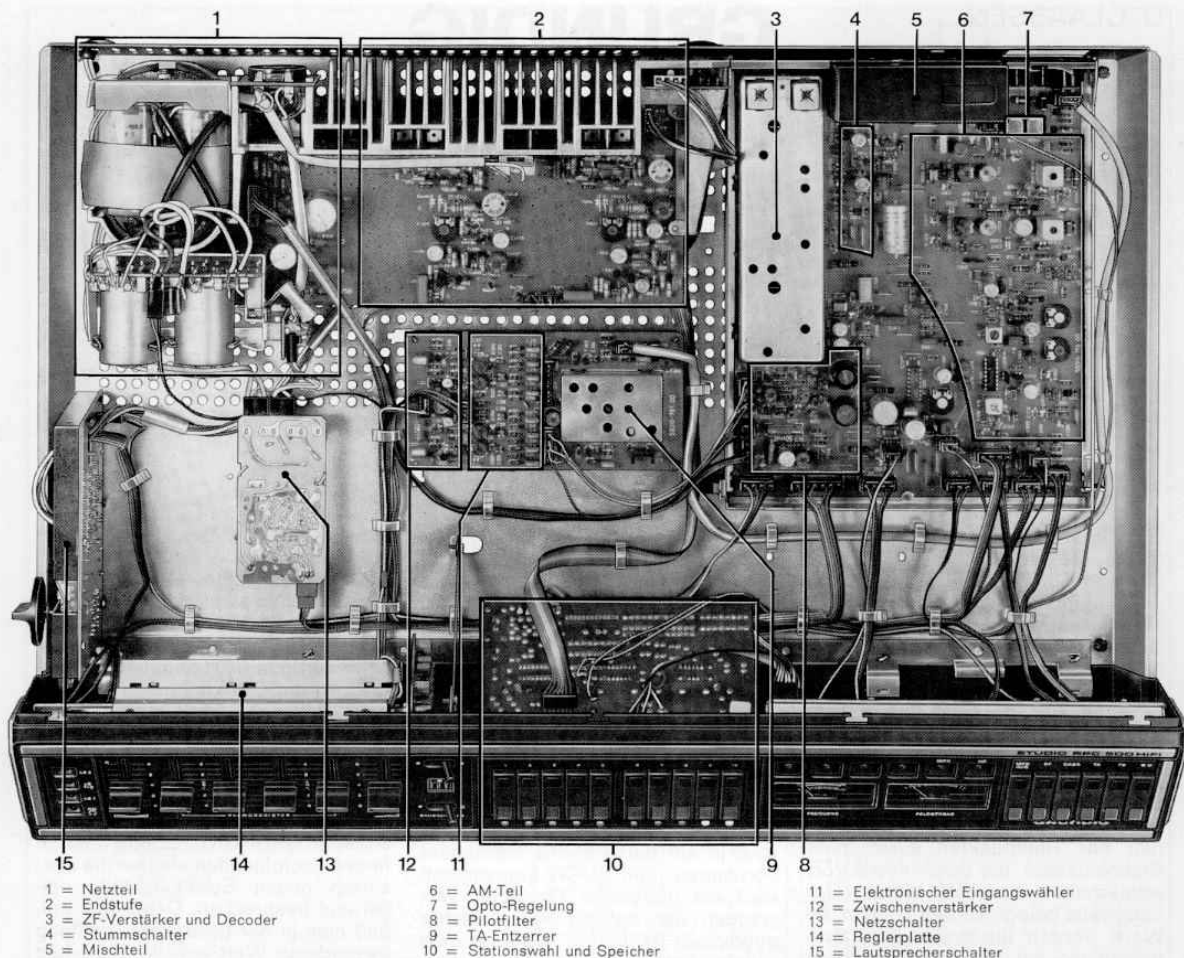 1 2 3 4 5 6 7
STUDIO RPC 500 HIFI
FREQUENZ FELDSTÄRKE
GRUNDIG
15 14 13 12 11 10 9 8
1 = Netzteil
2 = Endstufe
3 = ZF-Verstärker und Decoder
4 = Stummschalter
5 = Mischteil
6 = AM-Teil
7 = Opto-Regelung
8 = Pilotfilter
9 = TA-Entzerrer
10 = Stationswahl und Speicher
11 = Elektronischer Eingangswähler
12 = Zwischenverstärker
13 = Netzschalter
14 = Reglerplatte
15 = Lautsprecherschalter